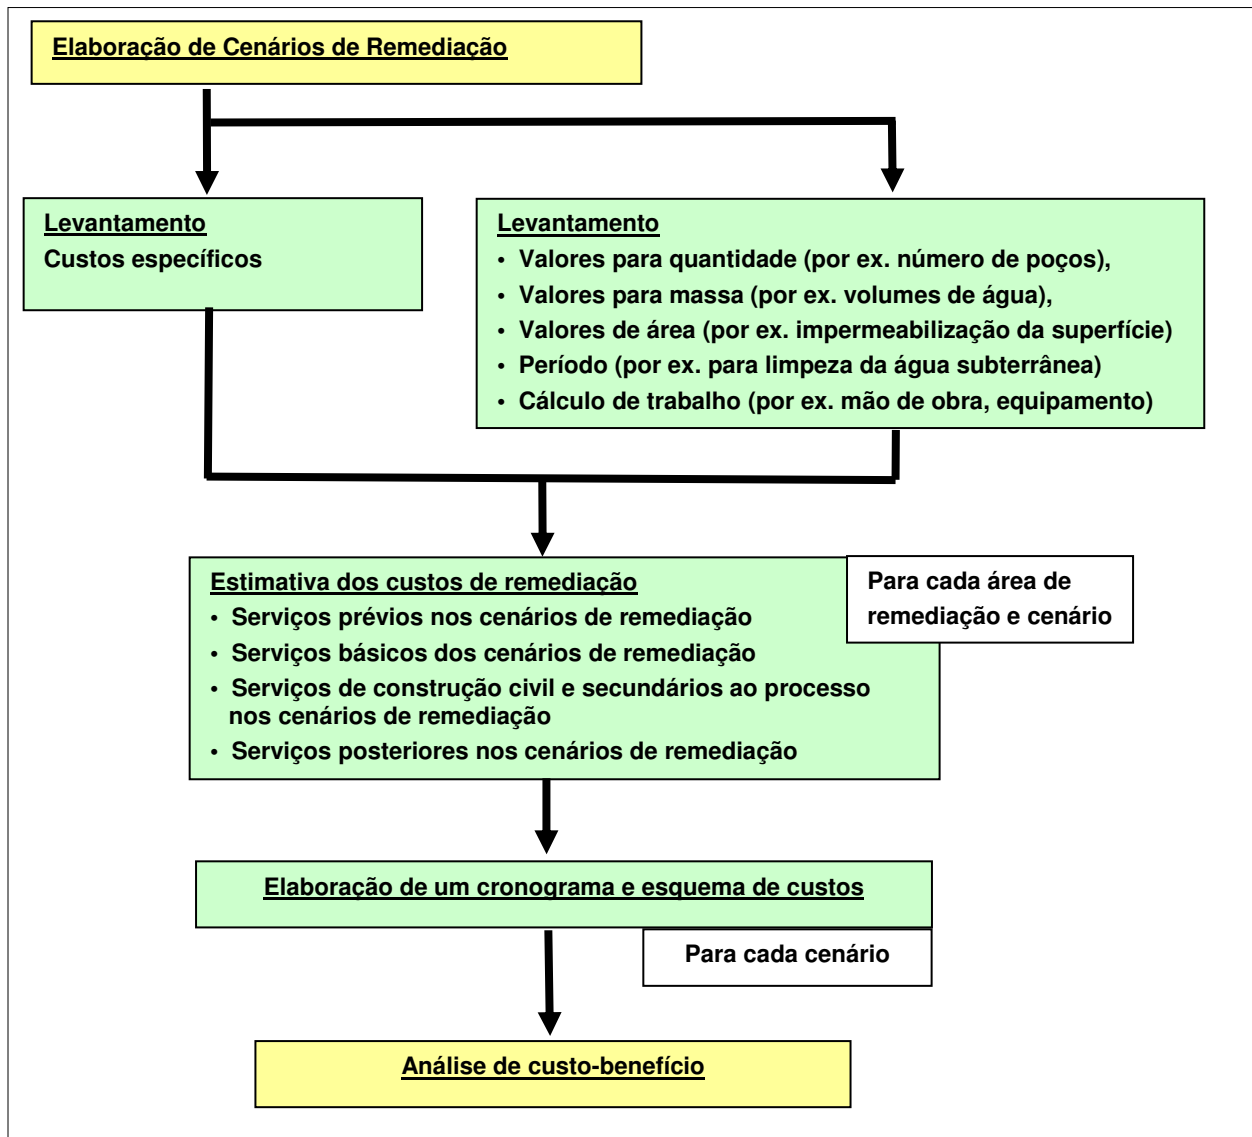 Elaboração de Cenários de Remediação
Levantamento
Custos específicos
Levantamento
• Valores para quantidade (por ex. número de poços),
• Valores para massa (por ex. volumes de água),
• Valores de área (por ex. impermeabilização da superfície)
• Período (por ex. para limpeza da água subterrânea)
• Cálculo de trabalho (por ex. mão de obra, equipamento)
Estimativa dos custos de remediação
• Serviços prévios nos cenários de remediação
• Serviços básicos dos cenários de remediação
• Serviços de construção civil e secundários ao processo
nos cenários de remediação
• Serviços posteriores nos cenários de remediação
Para cada área de
remediação e cenário
Elaboração de um cronograma e esquema de custos
Para cada cenário
Análise de custo-benefício